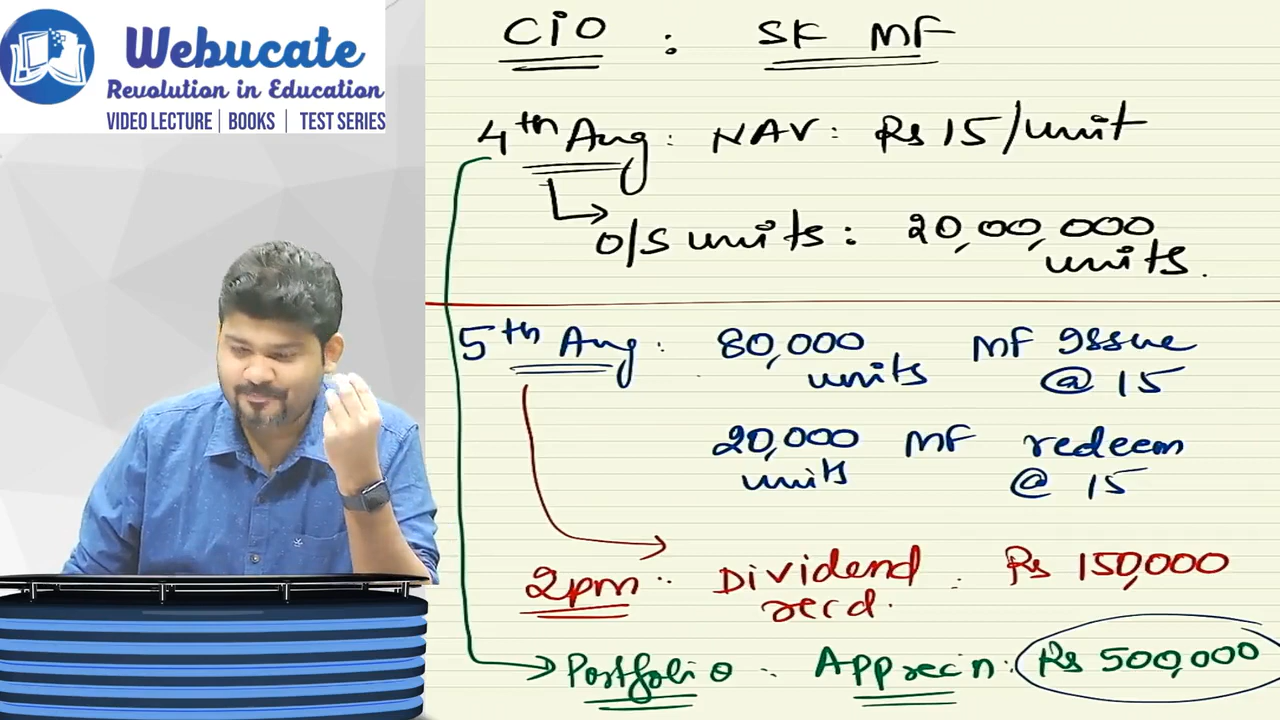 Webucate
Revolution in Education
VIDEO LECTURE | BOOKS | TEST SERIES
CiO : SK MF
4th Aug : NAV : Rs 15/unit
O/S units : 20,00,000 units.
5th Aug : 80,000 units MF Issue @ 15
20,000 units MF redeem @ 15
2pm : Dividend recd. : Rs 150,000
Portfolio : Apprecn : Rs 500,000